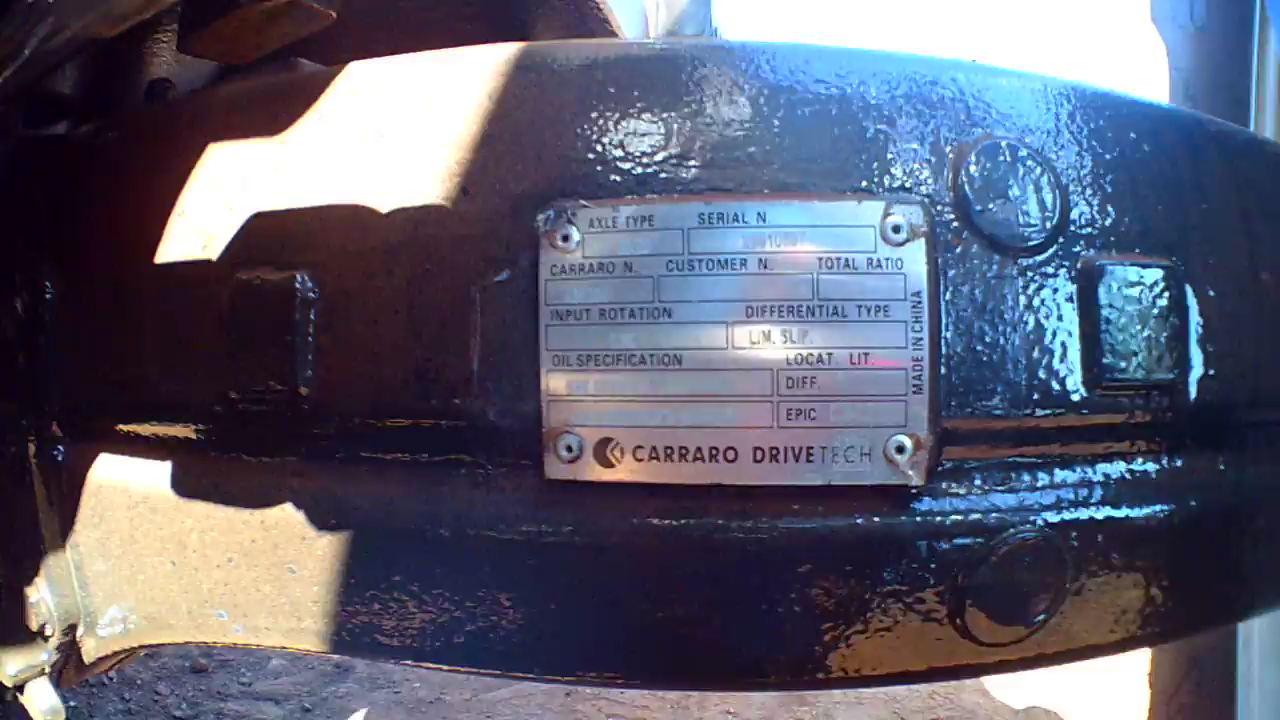 AXLE TYPE SERIAL N.
CARRARO N. CUSTOMER N. TOTAL RATIO
INPUT ROTATION DIFFERENTIAL TYPE
LIM. SLIP.
OIL SPECIFICATION LOCAT. LIT.
DIFF.
EPIC
CARRARO DRIVETECH
MADE IN CHINA